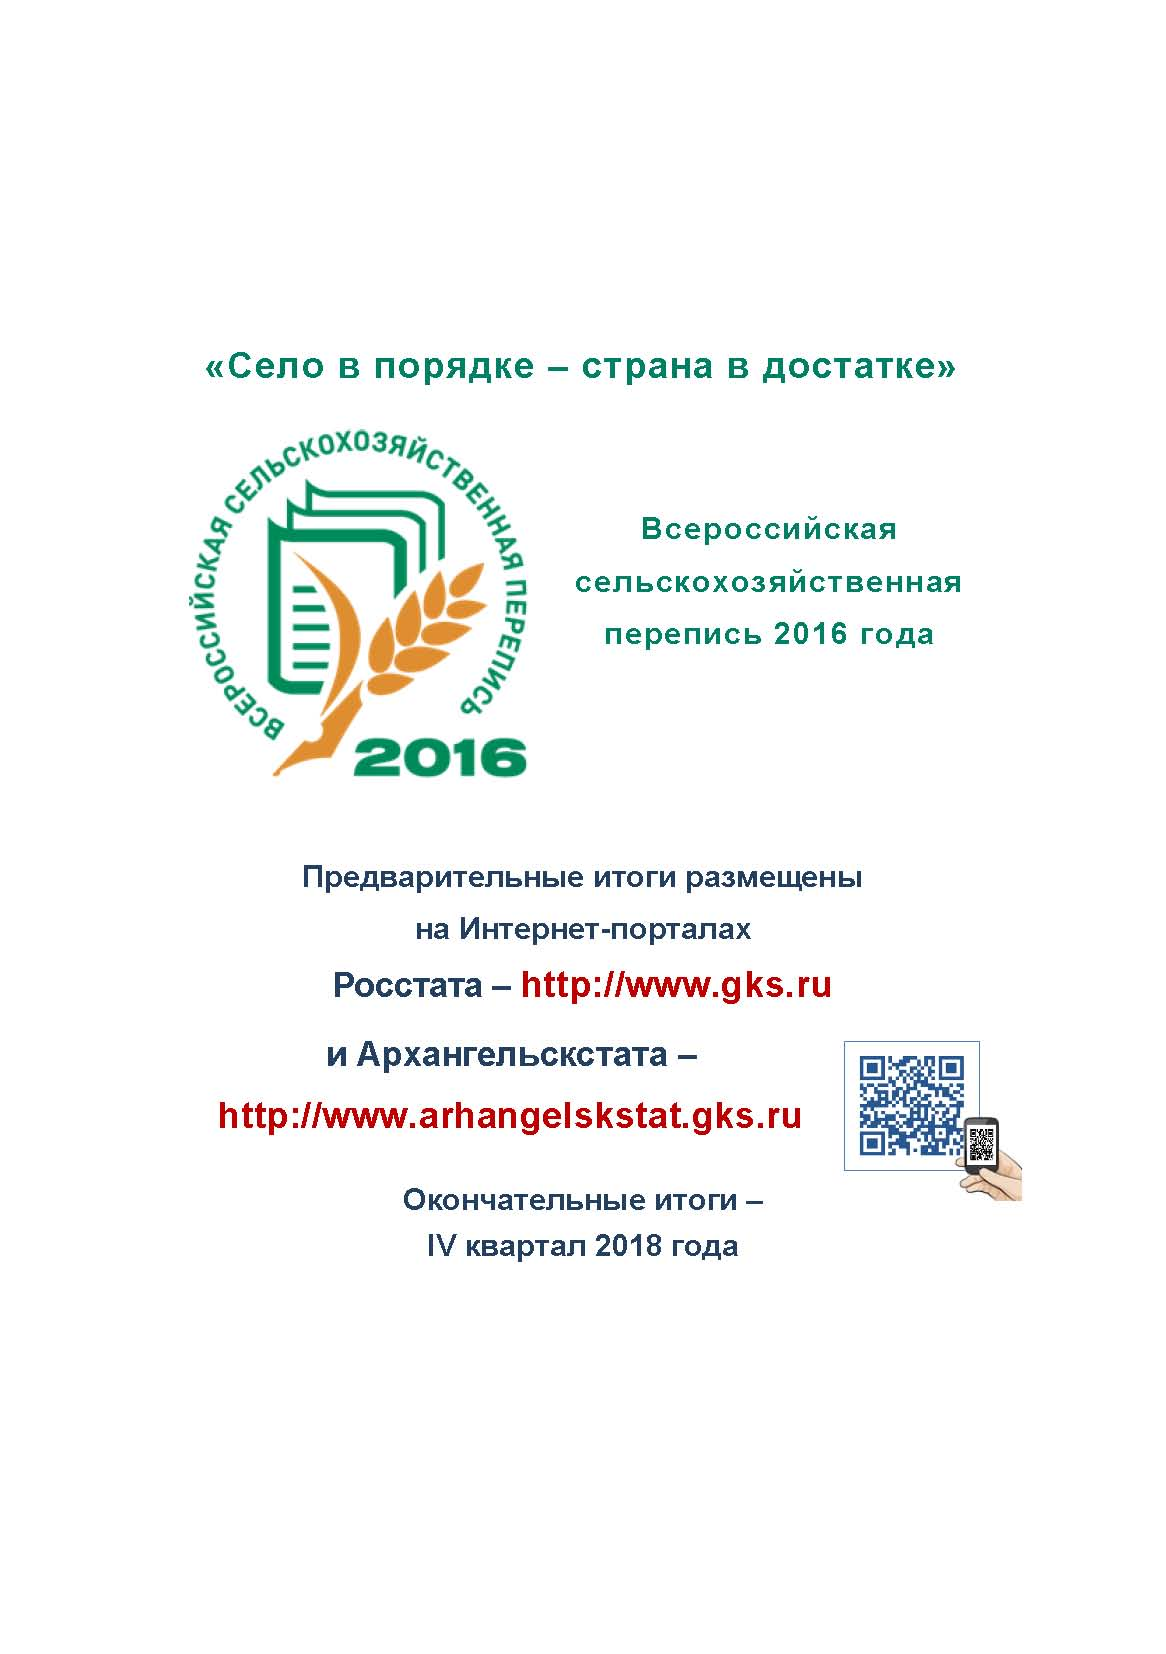 «Село в порядке – страна в достатке»
ВСЕРОССИЙСКАЯ СЕЛЬСКОХОЗЯЙСТВЕННАЯ ПЕРЕПИСЬ
2016
Всероссийская
сельскохозяйственная
перепись 2016 года
Предварительные итоги размещены
на Интернет-порталах
Росстата – http://www.gks.ru
и Архангельскстата –
http://www.arhangelskstat.gks.ru
Окончательные итоги –
IV квартал 2018 года